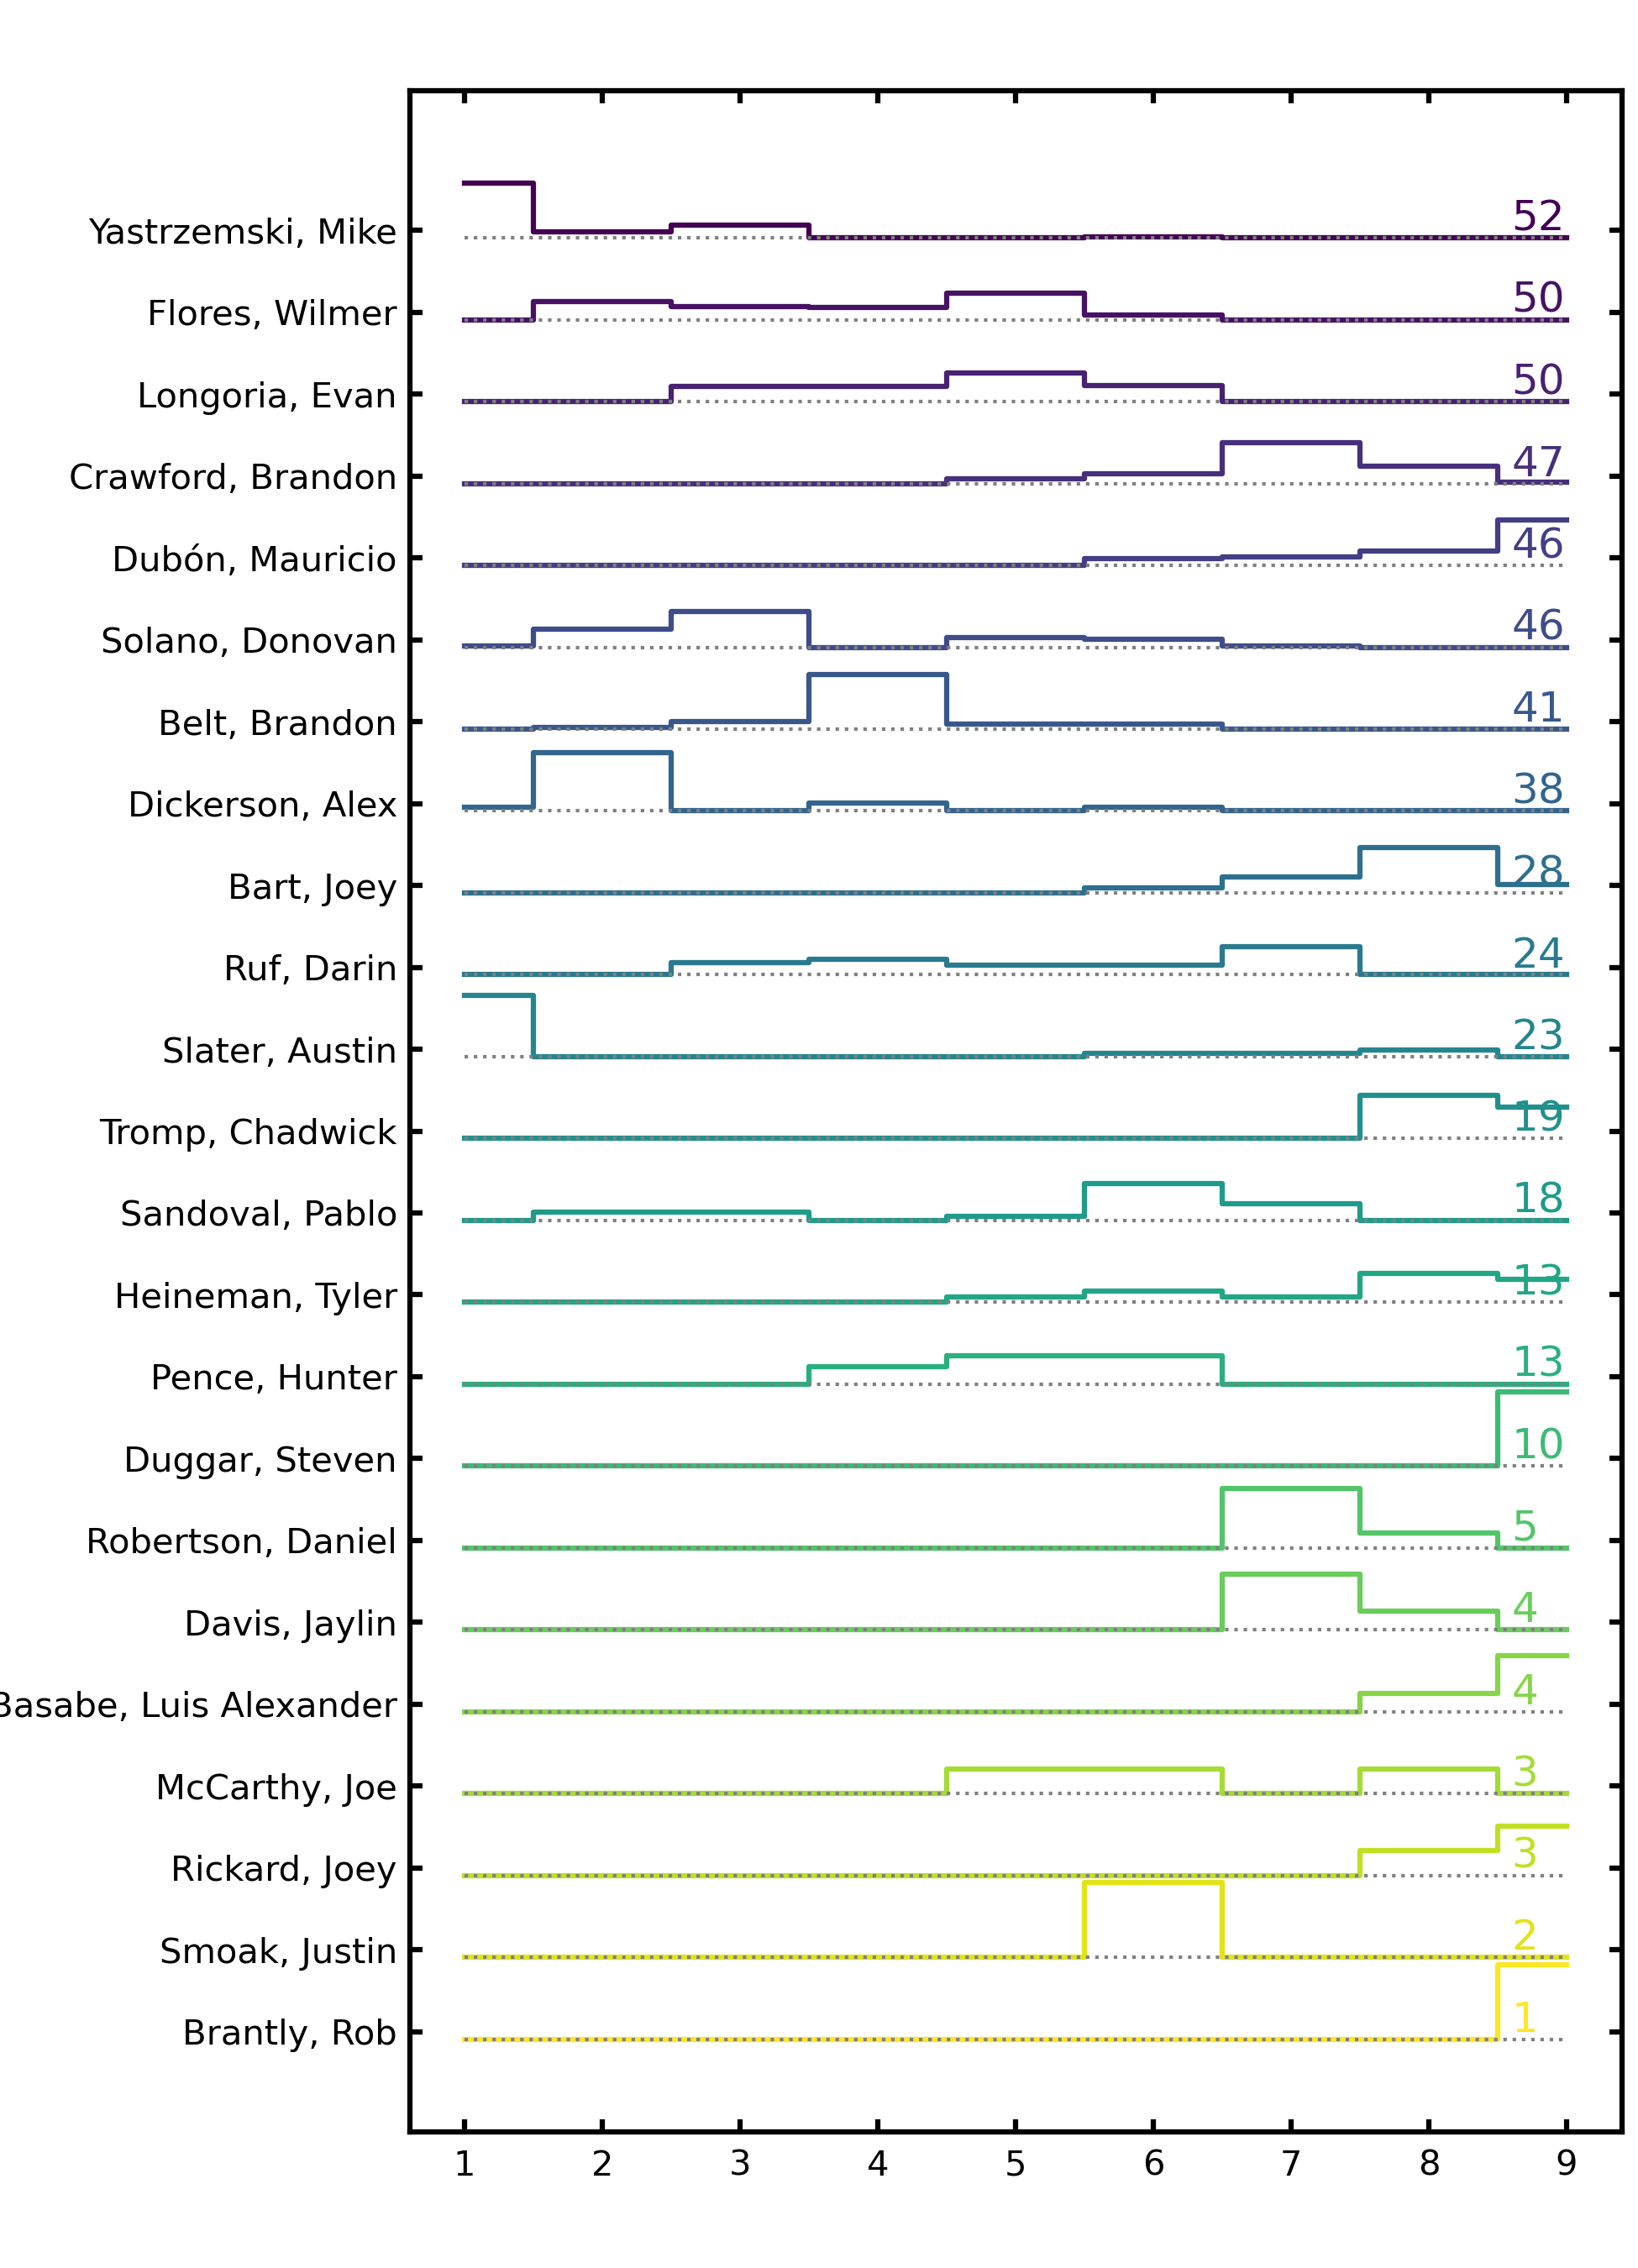 Yastrzemski, Mike 52
Flores, Wilmer 50
Longoria, Evan 50
Crawford, Brandon 47
Dubón, Mauricio 46
Solano, Donovan 46
Belt, Brandon 41
Dickerson, Alex 38
Bart, Joey 28
Ruf, Darin 24
Slater, Austin 23
Tromp, Chadwick 19
Sandoval, Pablo 18
Heineman, Tyler 13
Pence, Hunter 13
Duggar, Steven 10
Robertson, Daniel 5
Davis, Jaylin 4
Basabe, Luis Alexander 4
McCarthy, Joe 3
Rickard, Joey 3
Smoak, Justin 2
Brantly, Rob 1
1 2 3 4 5 6 7 8 9